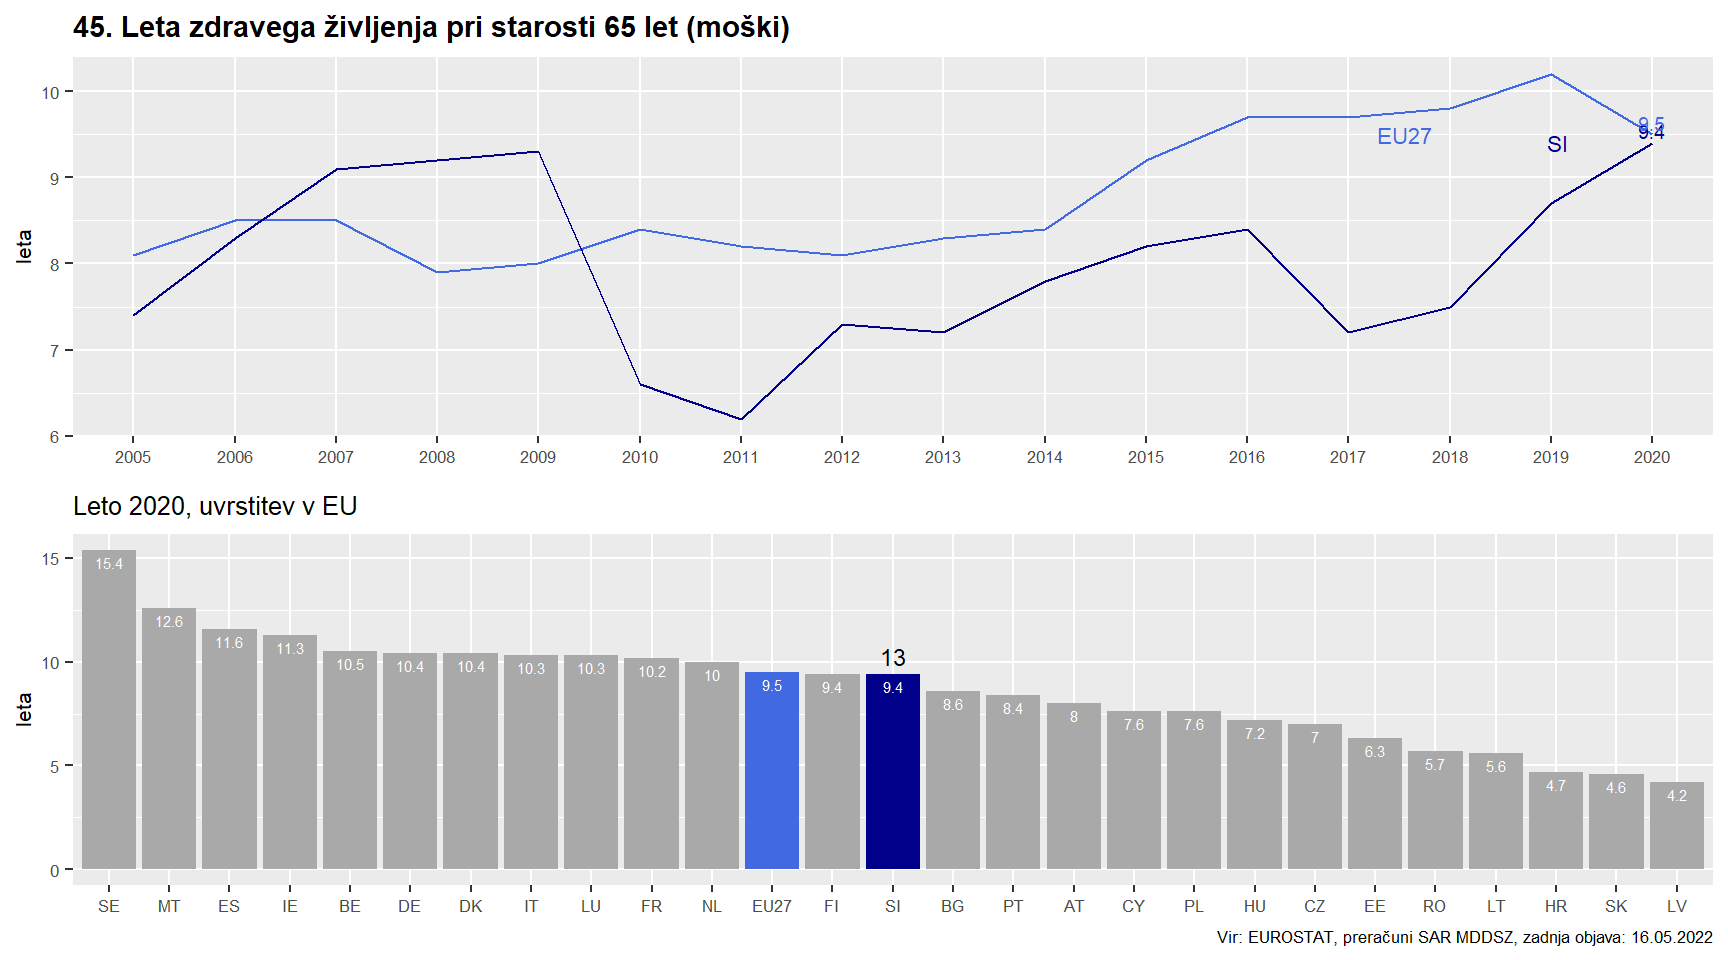 45. Leta zdravega življenja pri starosti 65 let (moški)
leta
10
9
8
7
6
EU27
SI
9.5
9.4
2005 2006 2007 2008 2009 2010 2011 2012 2013 2014 2015 2016 2017 2018 2019 2020
Leto 2020, uvrstitev v EU
leta
15
10
5
0
13
15.4 12.6 11.6 11.3 10.5 10.4 10.4 10.3 10.3 10.2 10 9.5 9.4 9.4 8.6 8.4 8 7.6 7.6 7.2 7 6.3 5.7 5.6 4.7 4.6 4.2
SE MT ES IE BE DE DK IT LU FR NL EU27 FI SI BG PT AT CY PL HU CZ EE RO LT HR SK LV
Vir: EUROSTAT, preračuni SAR MDDSZ, zadnja objava: 16.05.2022